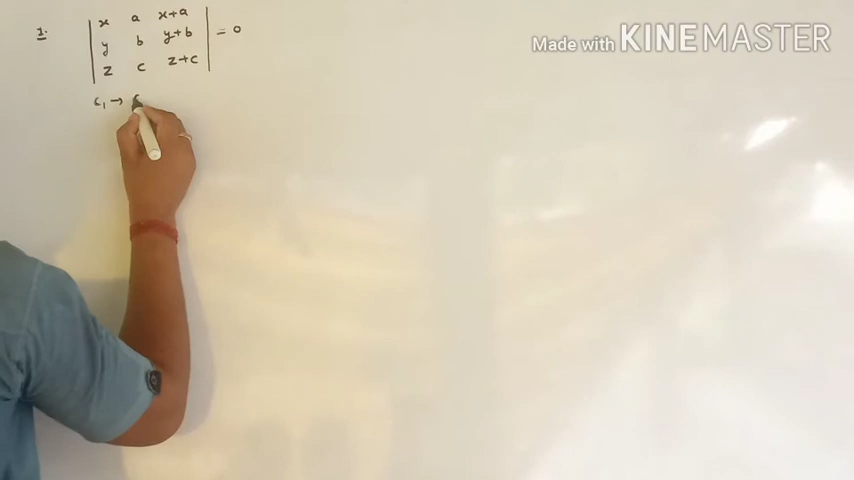 1. | x a x+a |
| y b y+b | = 0
| z c z+c |
C₁ → C
Made with KINEMASTER